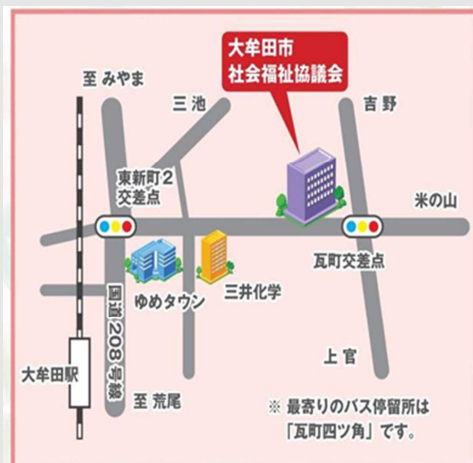 大牟田市
社会福祉協議会
至 みやま
三 池
吉 野
東新町2
交差点
米の山
瓦町交差点
ゆめタウン
三井化学
国道208号線
大牟田駅
上 官
至 荒尾
※ 最寄りのバス停留所は
「瓦町四ツ角」です。